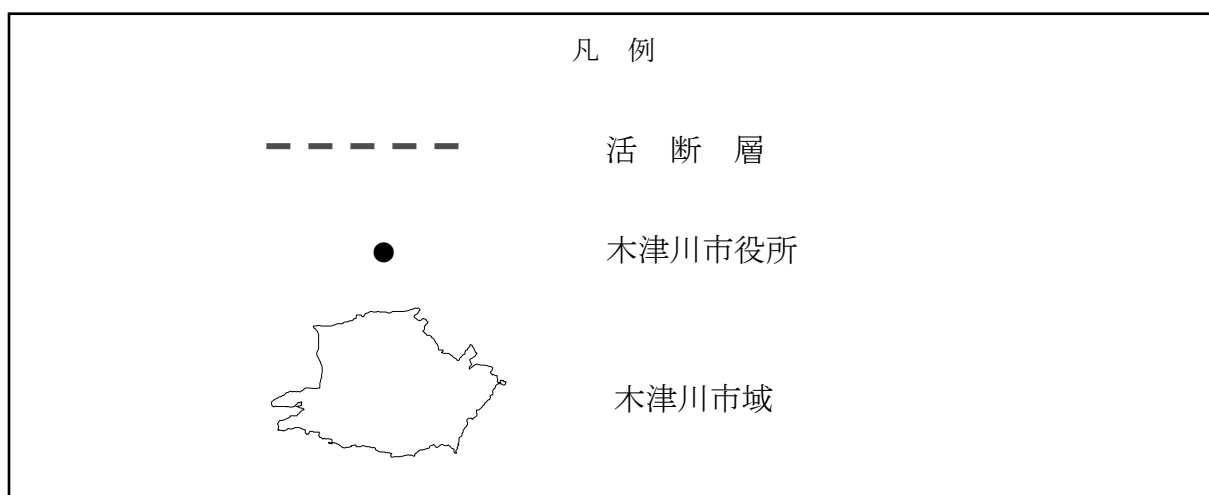 凡　例
活　断　層
木津川市役所
木津川市域